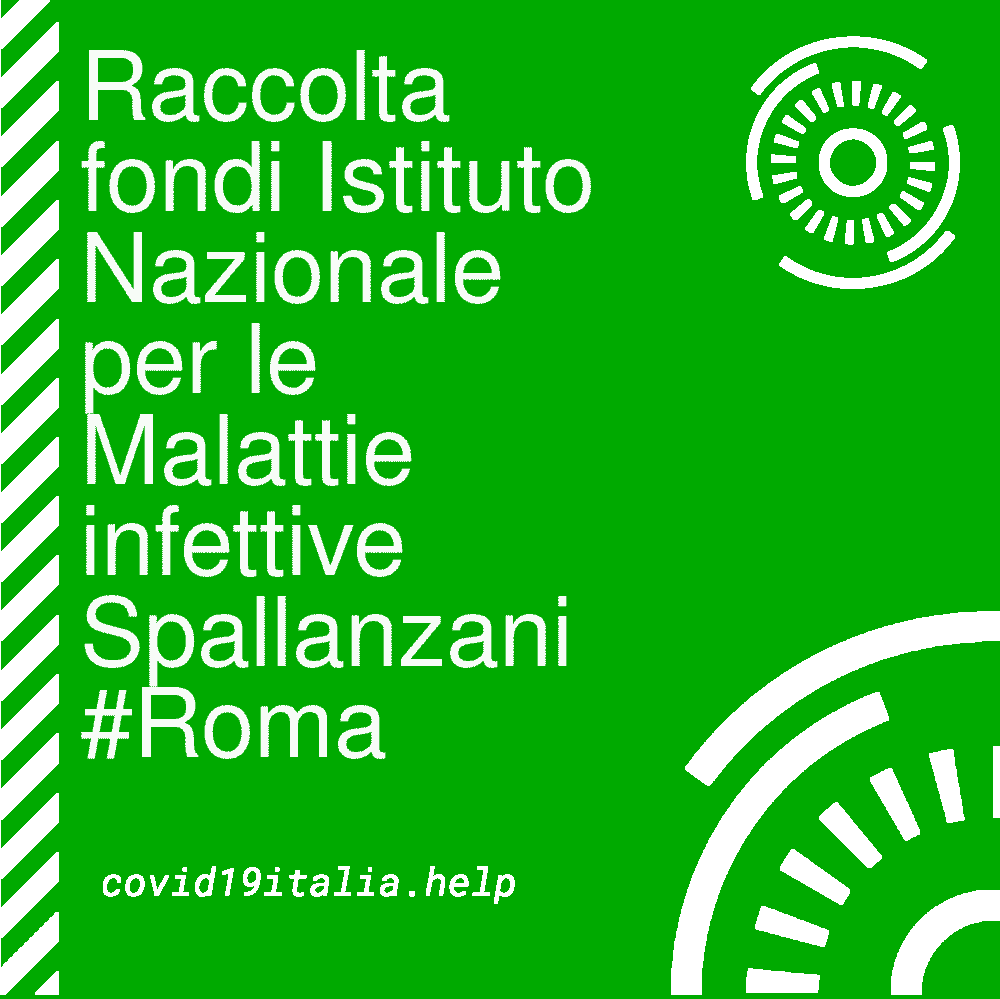 Raccolta
fondi Istituto
Nazionale
per le
Malattie
infettive
Spallanzani
#Roma
covid19italia.help